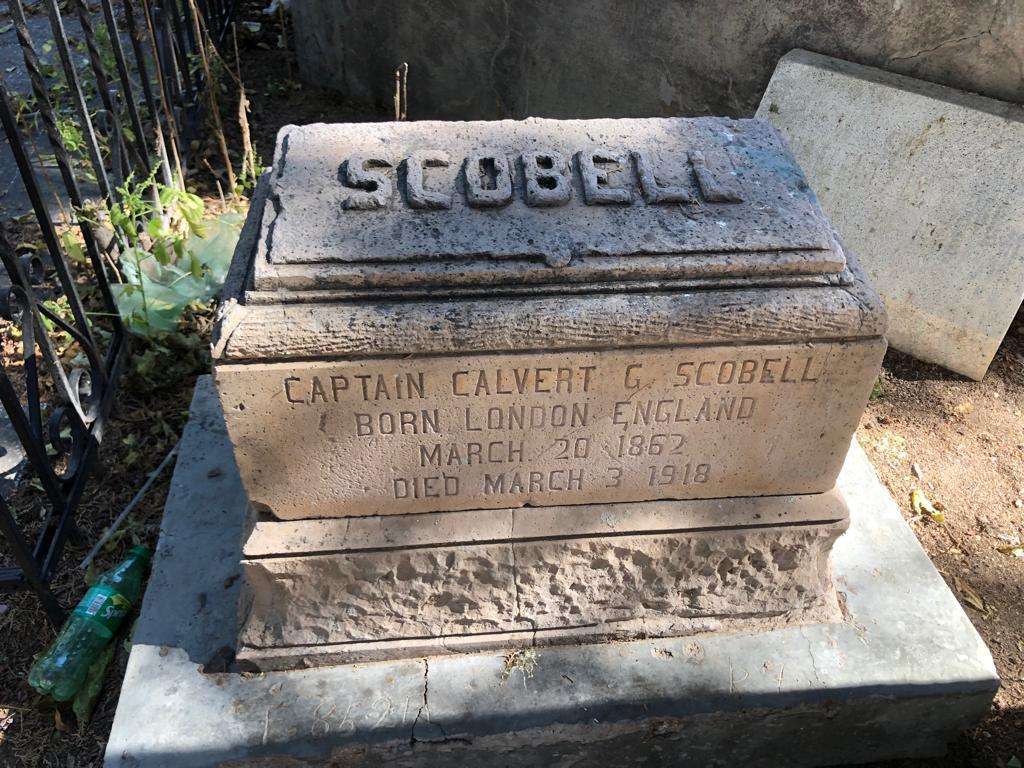 SCOBELL
CAPTAIN CALVERT G. SCOBELL
BORN LONDON ENGLAND
MARCH 20 1862
DIED MARCH 3 1918